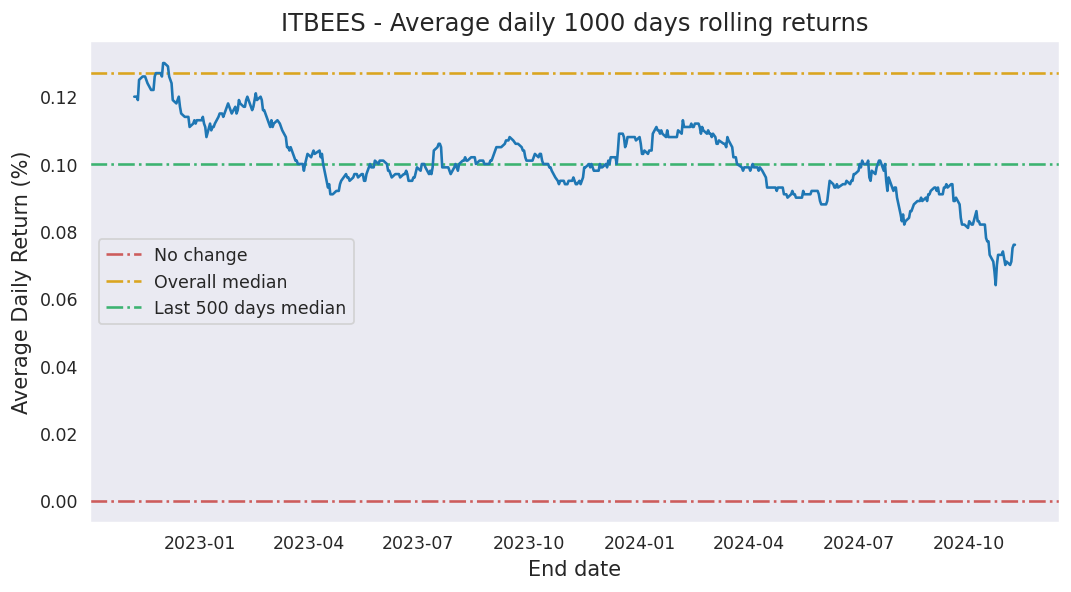 ITBEES - Average daily 1000 days rolling returns
Average Daily Return (%)
0.12
0.10
0.08
0.06
0.04
0.02
0.00
No change
Overall median
Last 500 days median
2023-01 2023-04 2023-07 2023-10 2024-01 2024-04 2024-07 2024-10
End date